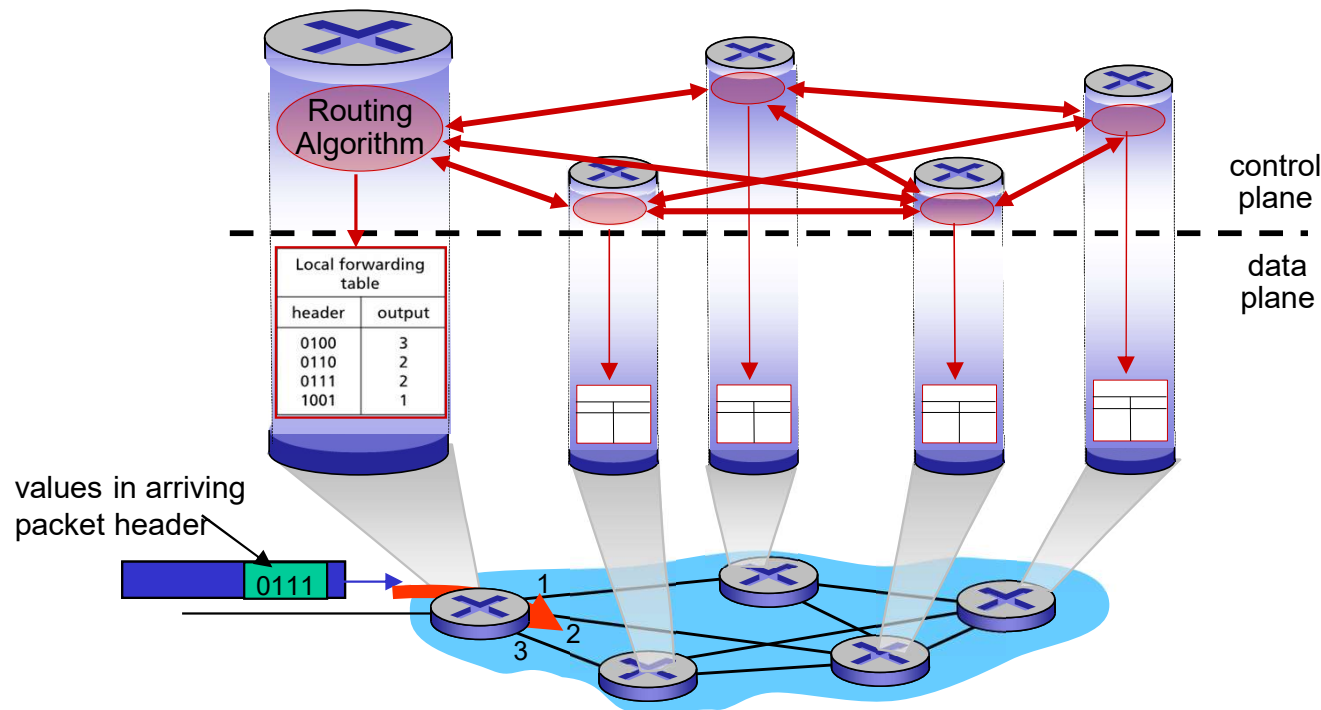 Routing
Algorithm
control
plane
data
plane
Local forwarding
table
header output
0100 3
0110 2
0111 2
1001 1
values in arriving
packet header
0111
1
2
3